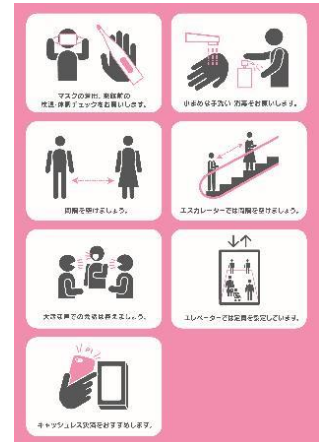 マスクの着用、来館前の
検温・体調チェックをお願いします。
小まめな手洗い・消毒をお願いします。
間隔を空けましょう。
エスカレーターでは間隔を空けましょう。
大きな声での会話は控えましょう。
エレベーターでは定員を設定しています。
キャッシュレス決済をおすすめします。